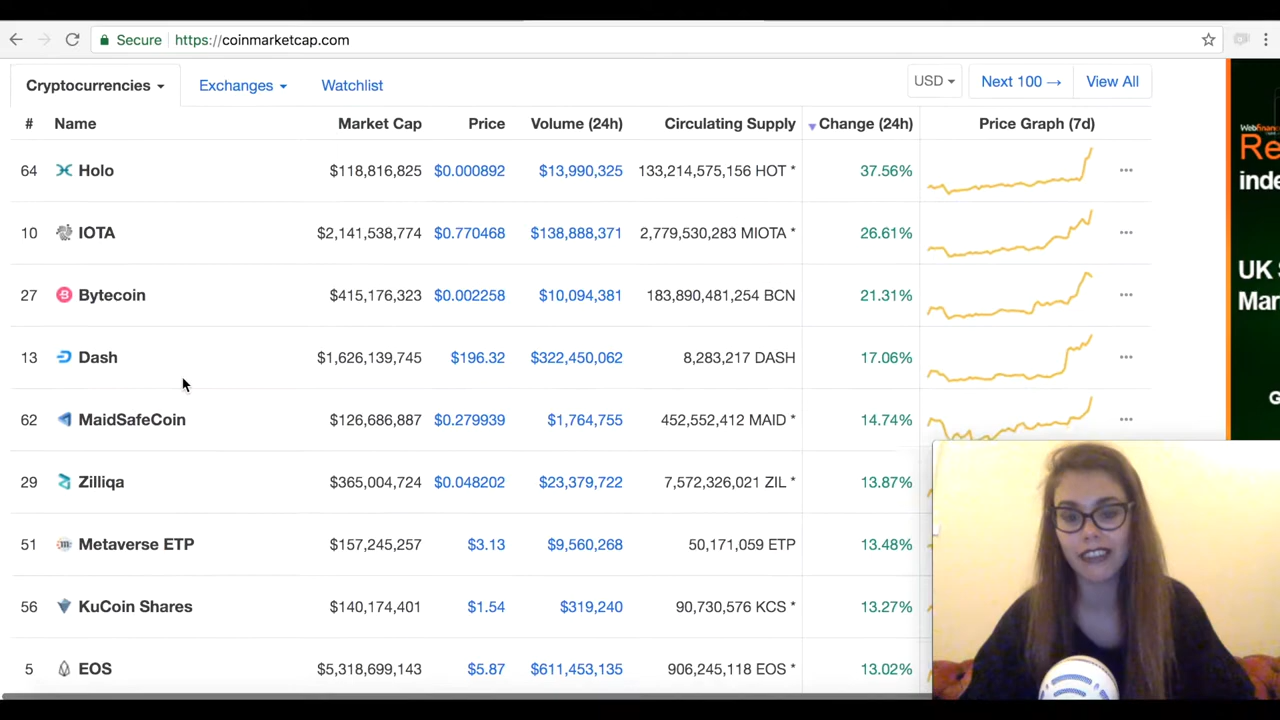 Secure https://coinmarketcap.com
Cryptocurrencies Exchanges Watchlist USD Next 100 → View All
# Name Market Cap Price Volume (24h) Circulating Supply Change (24h) Price Graph (7d)
64 Holo $118,816,825 $0.000892 $13,990,325 133,214,575,156 HOT * 37.56%
10 IOTA $2,141,538,774 $0.770468 $138,888,371 2,779,530,283 MIOTA * 26.61%
27 Bytecoin $415,176,323 $0.002258 $10,094,381 183,890,481,254 BCN 21.31%
13 Dash $1,626,139,745 $196.32 $322,450,062 8,283,217 DASH 17.06%
62 MaidSafeCoin $126,686,887 $0.279939 $1,764,755 452,552,412 MAID * 14.74%
29 Zilliqa $365,004,724 $0.048202 $23,379,722 7,572,326,021 ZIL * 13.87%
51 Metaverse ETP $157,245,257 $3.13 $9,560,268 50,171,059 ETP 13.48%
56 KuCoin Shares $140,174,401 $1.54 $319,240 90,730,576 KCS * 13.27%
5 EOS $5,318,699,143 $5.87 $611,453,135 906,245,118 EOS * 13.02%
Re
inde
UK
Mar